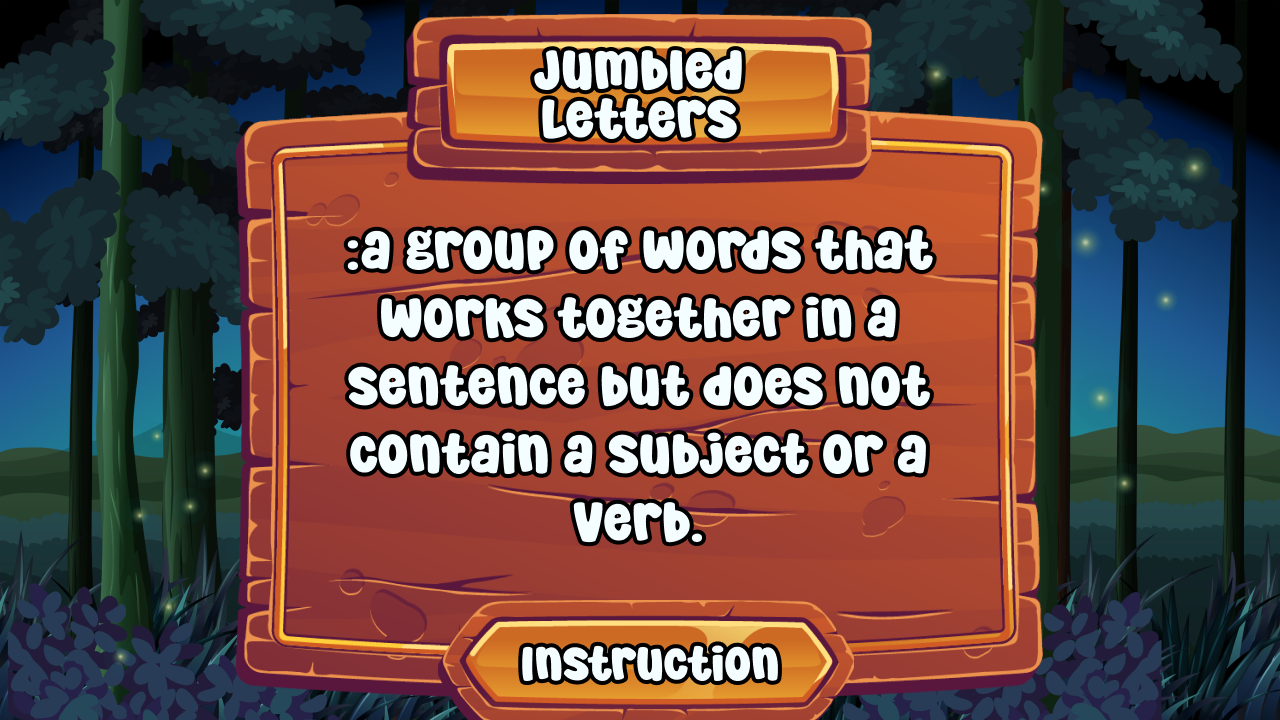 Jumbled
Letters
:a group of words that
works together in a
sentence but does not
contain a subject or a
verb.
Instruction